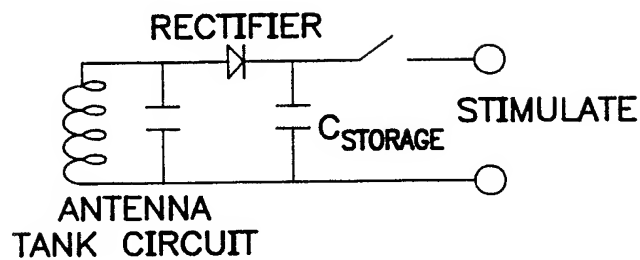 RECTIFIER
STIMULATE
CSTORAGE
ANTENNA
TANK CIRCUIT